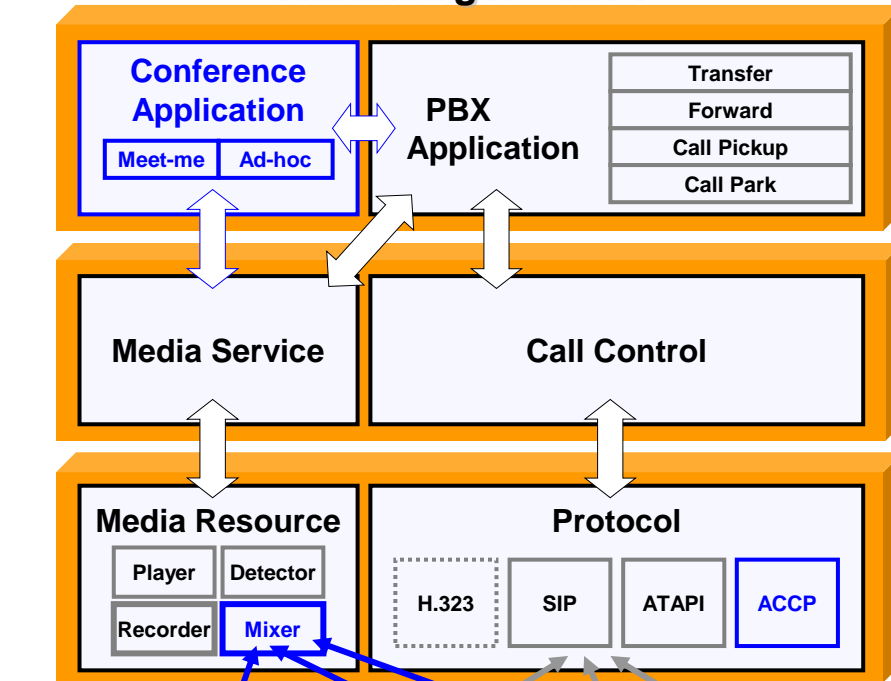 Conference
Application
Meet-me
Ad-hoc
PBX
Application
Transfer
Forward
Call Pickup
Call Park
Media Service
Call Control
Media Resource
Player
Detector
Recorder
Mixer
Protocol
H.323
SIP
ATAPI
ACCP